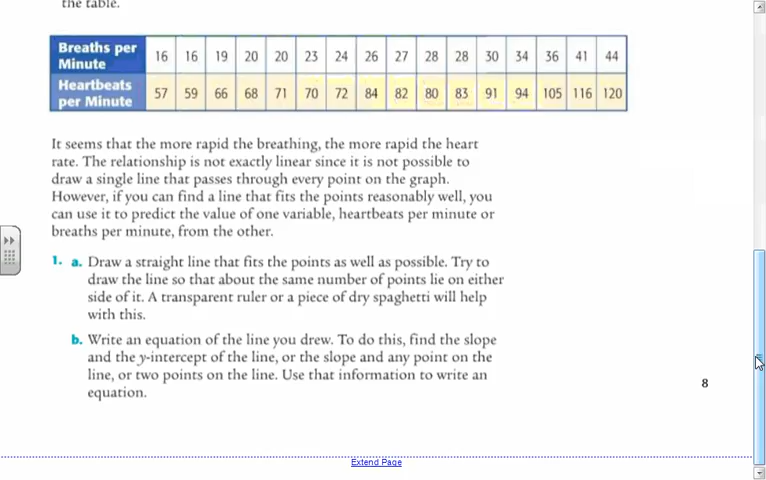 the table.
Breaths per Minute 16 16 19 20 20 23 24 26 27 28 28 30 34 36 41 44
Heartbeats per Minute 57 59 66 68 71 70 72 84 82 80 83 91 94 105 116 120
It seems that the more rapid the breathing, the more rapid the heart
rate. The relationship is not exactly linear since it is not possible to
draw a single line that passes through every point on the graph.
However, if you can find a line that fits the points reasonably well, you
can use it to predict the value of one variable, heartbeats per minute or
breaths per minute, from the other.
1. a. Draw a straight line that fits the points as well as possible. Try to
draw the line so that about the same number of points lie on either
side of it. A transparent ruler or a piece of dry spaghetti will help
with this.
b. Write an equation of the line you drew. To do this, find the slope
and the y-intercept of the line, or the slope and any point on the
line, or two points on the line. Use that information to write an
equation.
8
Extend Page